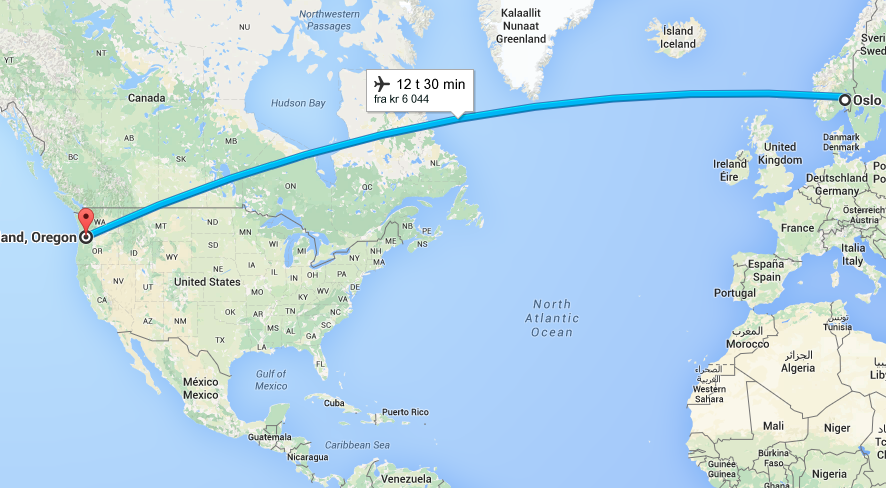 Northwestern
Passages
NU
Kalaallit
Nunaat
Greenland
Ísland
Iceland
NT
12 t 30 min
fra kr 6 044
Canada
Hudson Bay
Oslo
BC
AB
SK
MB
ON
QC
NL
United
Kingdom
Ireland
Éire
Danmark
Denmark
Deutschland
Germany
Österreich
Austria
France
Italia
Italy
España
Spain
Portugal
and, Oregon
WA
OR
MT
ND
MN
SD
ID
WY
NE
WI
MI
IA
IL
IN
OH
PA
NY
MA
ME
NB
PE
NS
NV
UT
United States
CA
AZ
NM
OK
TX
MO
AR
LA
MS
AL
GA
SC
NC
TN
KY
WV
VA
DE
FL
North
Atlantic
Ocean
Gulf of
Mexico
México
Mexico
Cuba
Puerto Rico
Guatemala
Caribbean Sea
Nicaragua
Venezuela
تونس
Tunisia
المغرب
Morocco
الجزائر
Algeria
الصحراء
الغربية
Western
Sahara
Mali
Niger
Burkina
Faso
Guinée
Guinea
Ghana
Nigeria